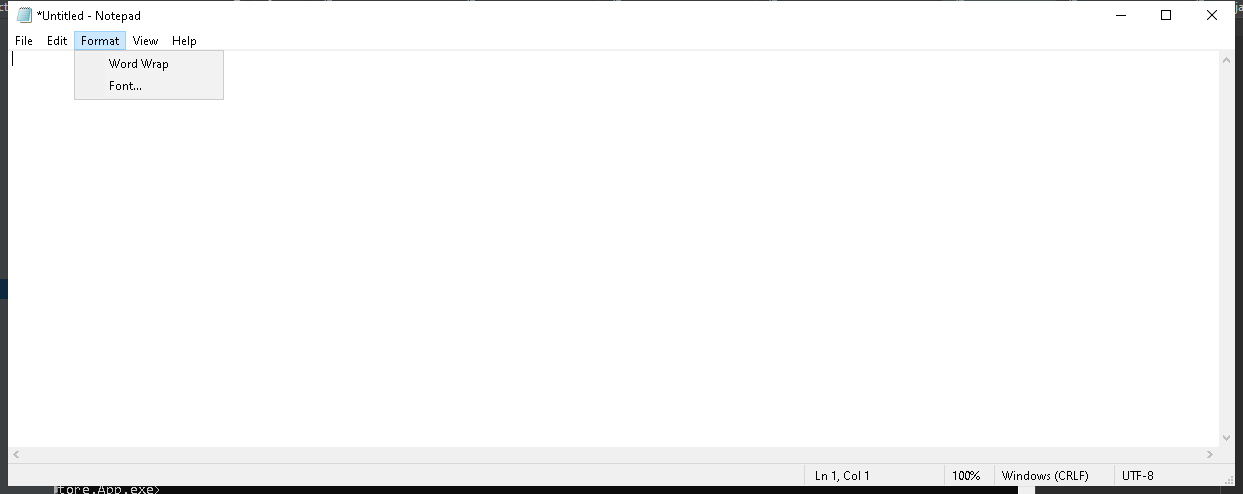 *Untitled - Notepad
File Edit Format View Help
Word Wrap
Font...
Ln 1, Col 1 100% Windows (CRLF) UTF-8
tore.App.exe>